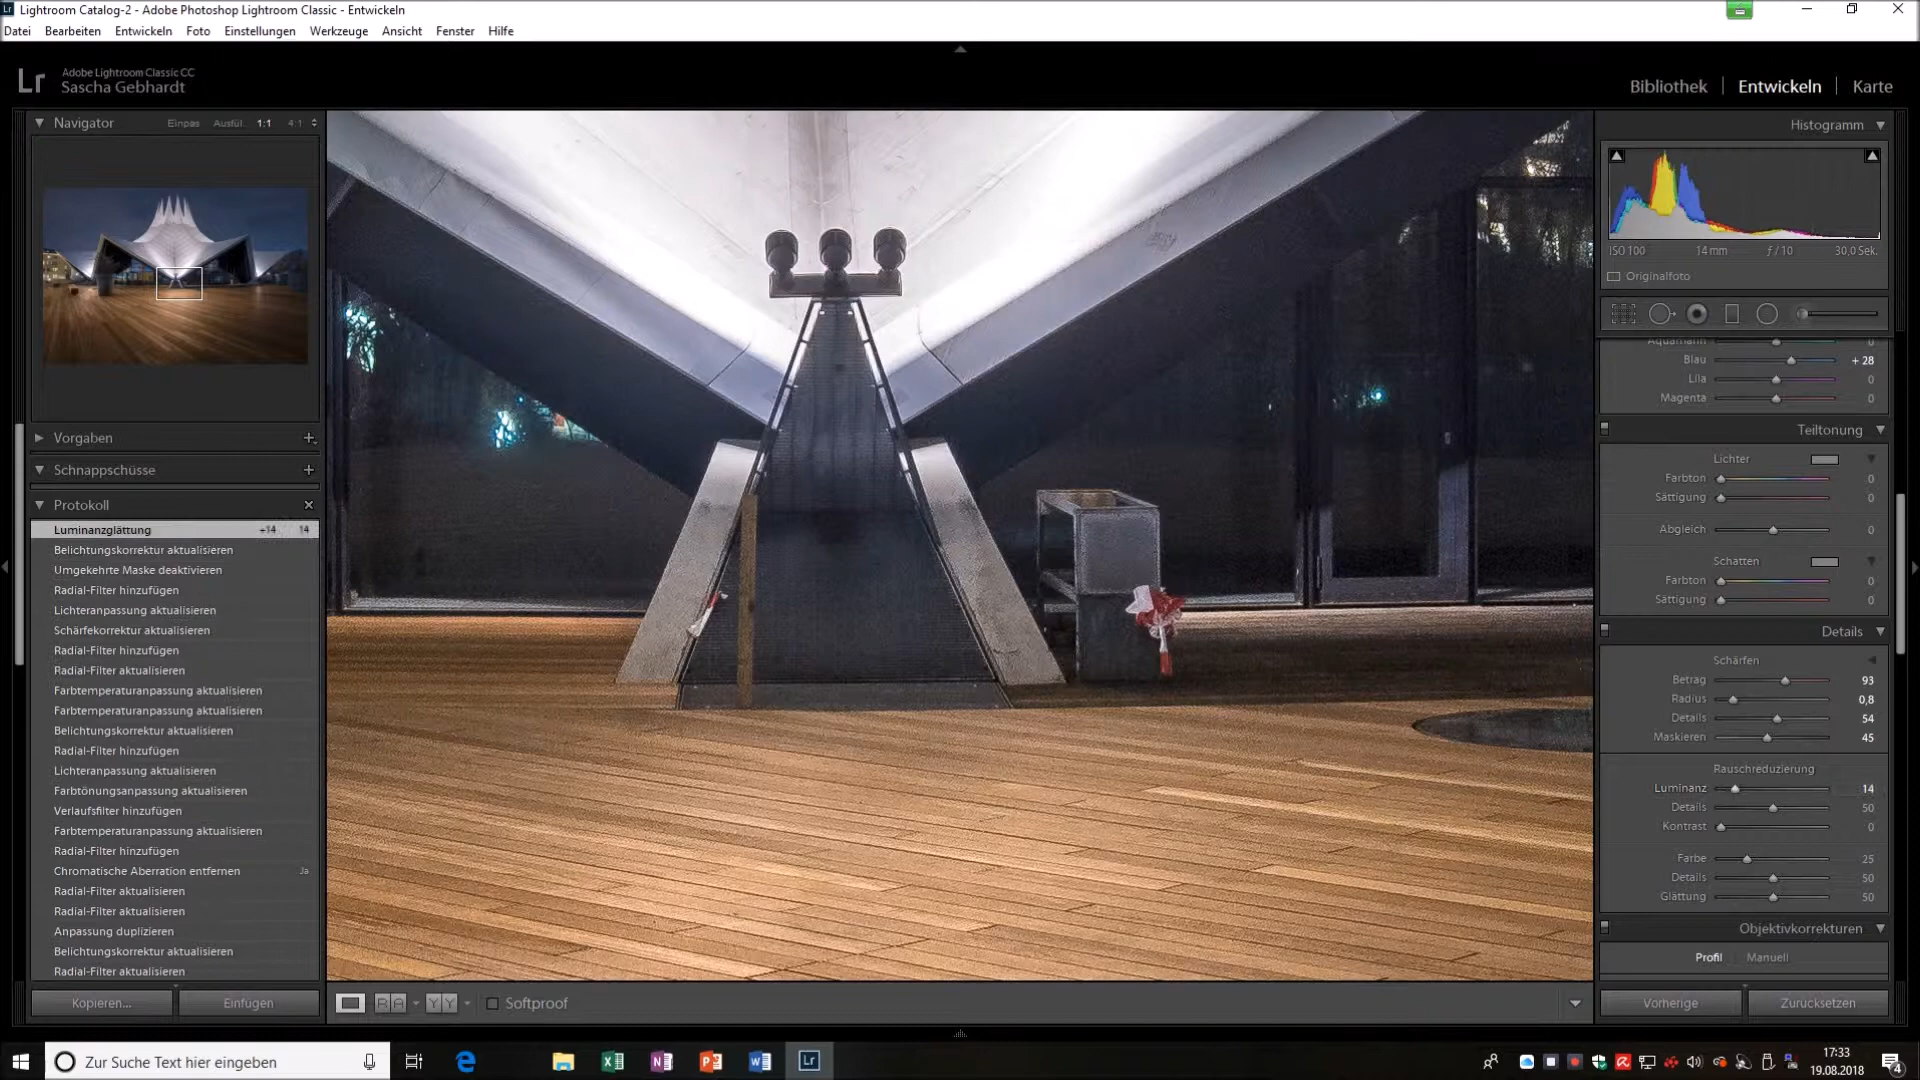 Lightroom Catalog-2 - Adobe Photoshop Lightroom Classic - Entwickeln
Datei Bearbeiten Entwickeln Foto Einstellungen Werkzeuge Ansicht Fenster Hilfe
Lr Adobe Lightroom Classic CC
Sascha Gebhardt
Bibliothek | Entwickeln | Karte
Navigator Einpas Ausfül... 1:1 4:1
Histogramm
ISO 100 14 mm ƒ / 10 30,0 Sek.
Originalfoto
Aquamarin 0
Blau + 28
Lila 0
Magenta 0
Teiltonung
Lichter
Farbton 0
Sättigung 0
Abgleich 0
Schatten
Farbton 0
Sättigung 0
Details
Schärfen
Betrag 93
Radius 0,8
Details 54
Maskieren 45
Rauschreduzierung
Luminanz 14
Details 50
Kontrast 0
Farbe 25
Details 50
Glättung 50
Objektivkorrekturen
Profil Manuell
Vorherige Zurücksetzen
Vorgaben
Schnappschüsse
Protokoll
Luminanzglättung +14 14
Belichtungskorrektur aktualisieren
Umgekehrte Maske deaktivieren
Radial-Filter hinzufügen
Lichteranpassung aktualisieren
Schärfekorrektur aktualisieren
Radial-Filter hinzufügen
Radial-Filter aktualisieren
Farbtemperaturanpassung aktualisieren
Farbtemperaturanpassung aktualisieren
Belichtungskorrektur aktualisieren
Radial-Filter hinzufügen
Lichteranpassung aktualisieren
Farbtönungsanpassung aktualisieren
Verlaufsfilter hinzufügen
Farbtemperaturanpassung aktualisieren
Radial-Filter hinzufügen
Chromatische Aberration entfernen Ja
Radial-Filter aktualisieren
Radial-Filter aktualisieren
Anpassung duplizieren
Belichtungskorrektur aktualisieren
Radial-Filter aktualisieren
Kopieren... Einfügen
R A Y Y Softproof
Zur Suche Text hier eingeben
17:33
19.08.2018
4